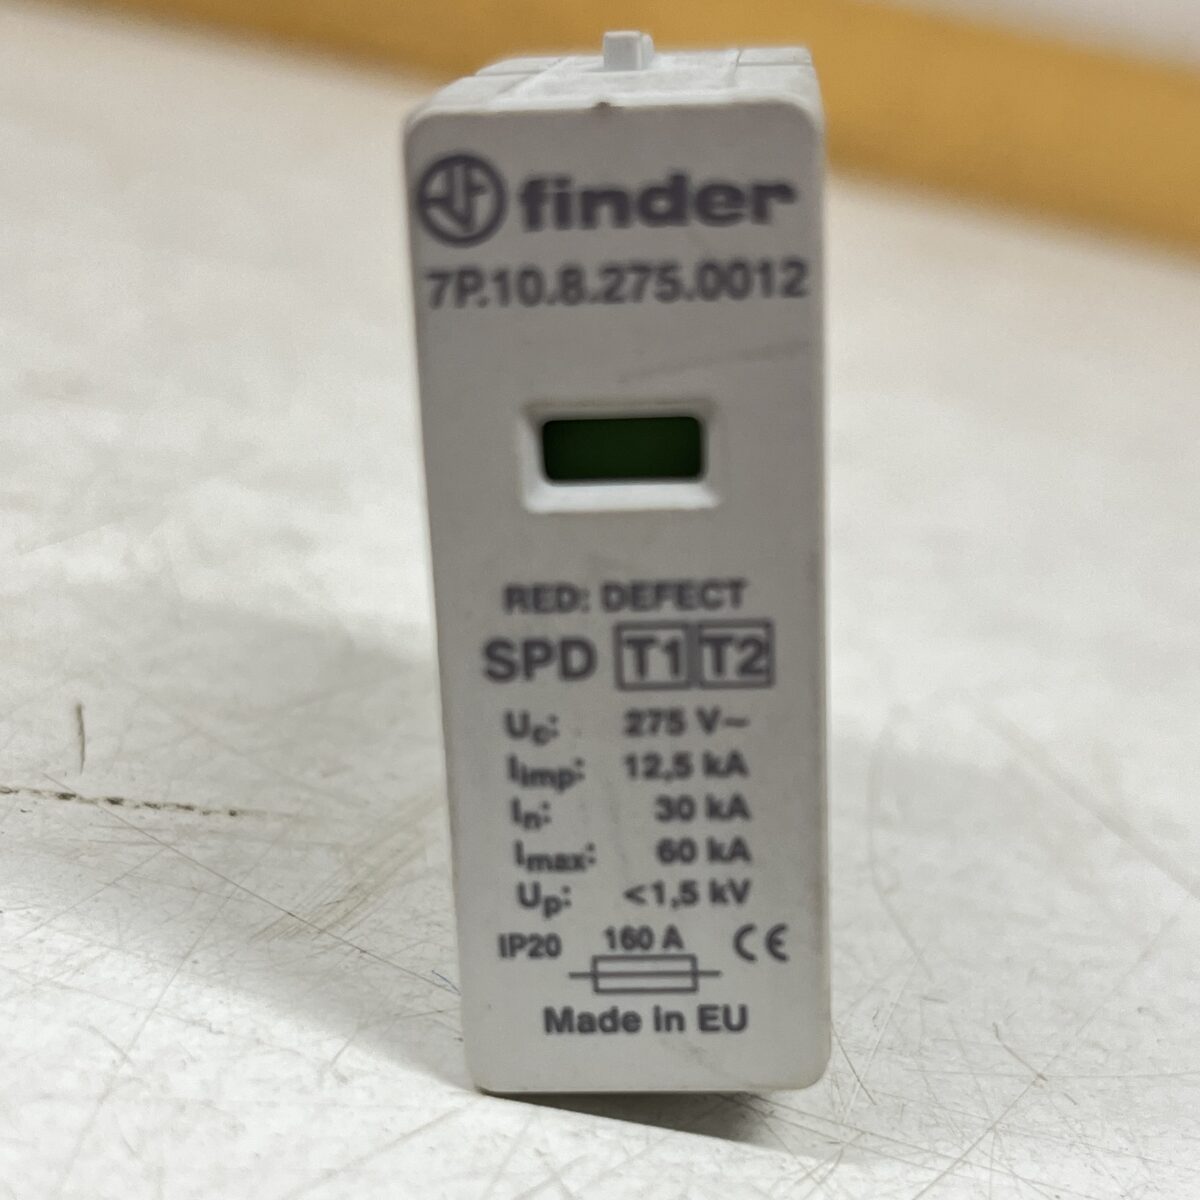 finder
7P.10.8.275.0012
RED: DEFECT
SPD T1 T2
Uc: 275 V~
Iimp: 12,5 kA
In: 30 kA
Imax: 60 kA
Up: <1,5 kV
IP20 160 A CE
Made in EU